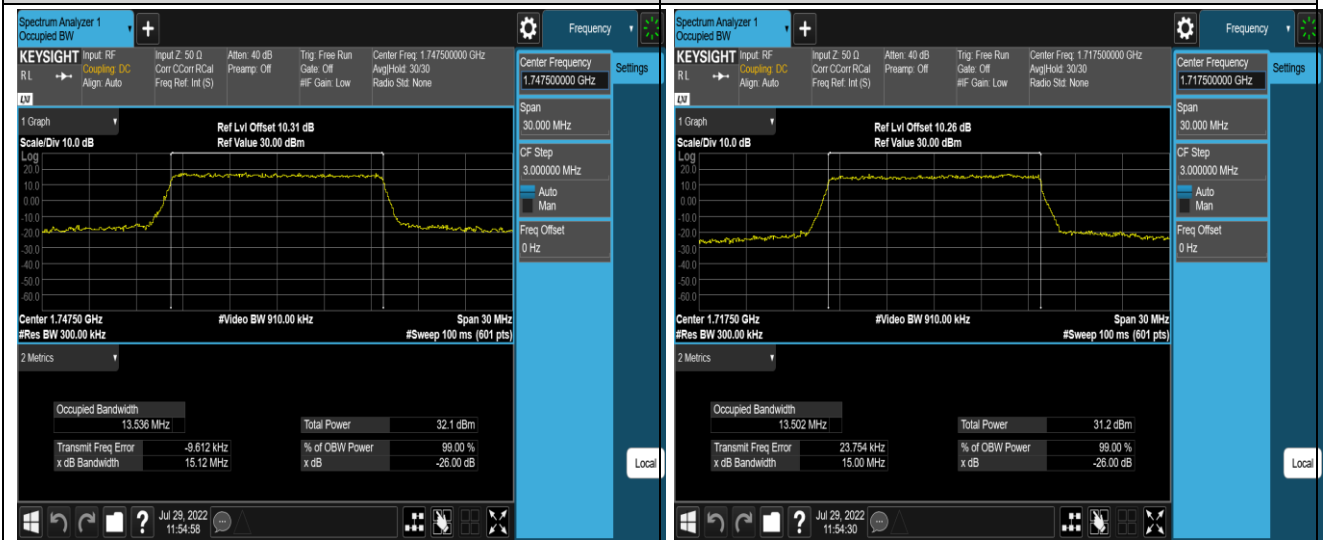 Spectrum Analyzer 1
Occupied BW
+
Frequency
KEYSIGHT Input: RF Input Z: 50 Ω Atten: 40 dB Trig: Free Run Center Freq: 1.747500000 GHz
RL Coupling: DC Corr CCorr RCal Preamp: Off Gate: Off Avg|Hold: 30/30
Align: Auto Freq Ref: Int (S) #IF Gain: Low Radio Std: None
LXI
Center Frequency
1.747500000 GHz
Settings
Span
30.000 MHz
CF Step
3.000000 MHz
Auto
Man
Freq Offset
0 Hz
1 Graph
Ref Lvl Offset 10.31 dB
Scale/Div 10.0 dB Ref Value 30.00 dBm
Log
20.0
10.0
0.00
-10.0
-20.0
-30.0
-40.0
-50.0
-60.0
Center 1.74750 GHz #Video BW 910.00 kHz Span 30 MHz
#Res BW 300.00 kHz #Sweep 100 ms (601 pts)
2 Metrics
Occupied Bandwidth
13.536 MHz Total Power 32.1 dBm
Transmit Freq Error -9.612 kHz % of OBW Power 99.00 %
x dB Bandwidth 15.12 MHz x dB -26.00 dB
Local
? Jul 29, 2022
11:54:58
Spectrum Analyzer 1
Occupied BW
+
Frequency
KEYSIGHT Input: RF Input Z: 50 Ω Atten: 40 dB Trig: Free Run Center Freq: 1.717500000 GHz
RL Coupling: DC Corr CCorr RCal Preamp: Off Gate: Off Avg|Hold: 30/30
Align: Auto Freq Ref: Int (S) #IF Gain: Low Radio Std: None
LXI
Center Frequency
1.717500000 GHz
Settings
Span
30.000 MHz
CF Step
3.000000 MHz
Auto
Man
Freq Offset
0 Hz
1 Graph
Ref Lvl Offset 10.26 dB
Scale/Div 10.0 dB Ref Value 30.00 dBm
Log
20.0
10.0
0.00
-10.0
-20.0
-30.0
-40.0
-50.0
-60.0
Center 1.71750 GHz #Video BW 910.00 kHz Span 30 MHz
#Res BW 300.00 kHz #Sweep 100 ms (601 pts)
2 Metrics
Occupied Bandwidth
13.502 MHz Total Power 31.2 dBm
Transmit Freq Error 23.754 kHz % of OBW Power 99.00 %
x dB Bandwidth 15.00 MHz x dB -26.00 dB
Local
? Jul 29, 2022
11:54:30